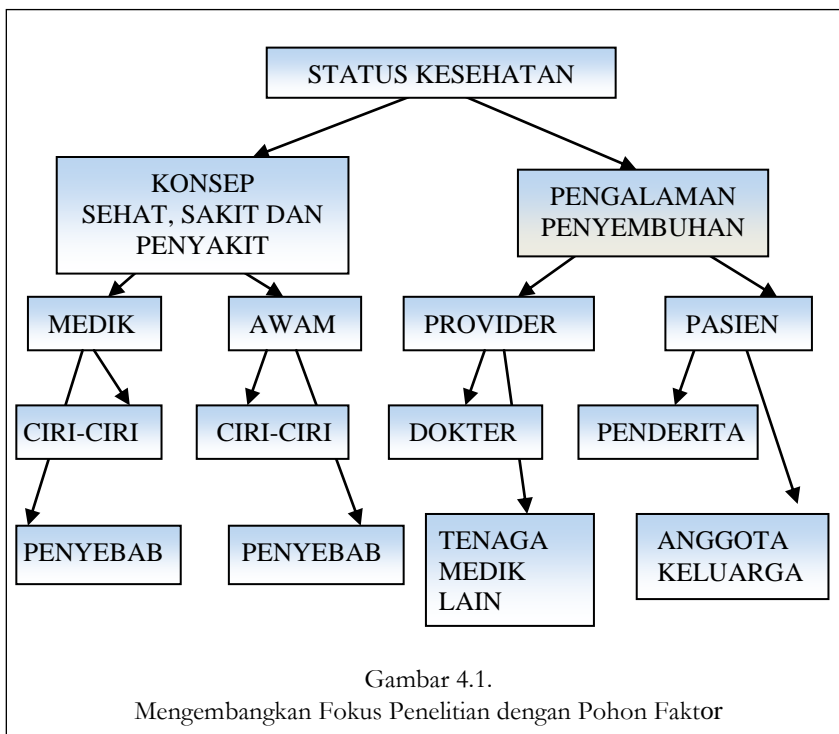 STATUS KESEHATAN
KONSEP
SEHAT, SAKIT DAN
PENYAKIT
PENGALAMAN
PENYEMBUHAN
MEDIK
AWAM
PROVIDER
PASIEN
CIRI-CIRI
CIRI-CIRI
DOKTER
PENDERITA
PENYEBAB
PENYEBAB
TENAGA
MEDIK
LAIN
ANGGOTA
KELUARGA
Gambar 4.1.
Mengembangkan Fokus Penelitian dengan Pohon Faktor